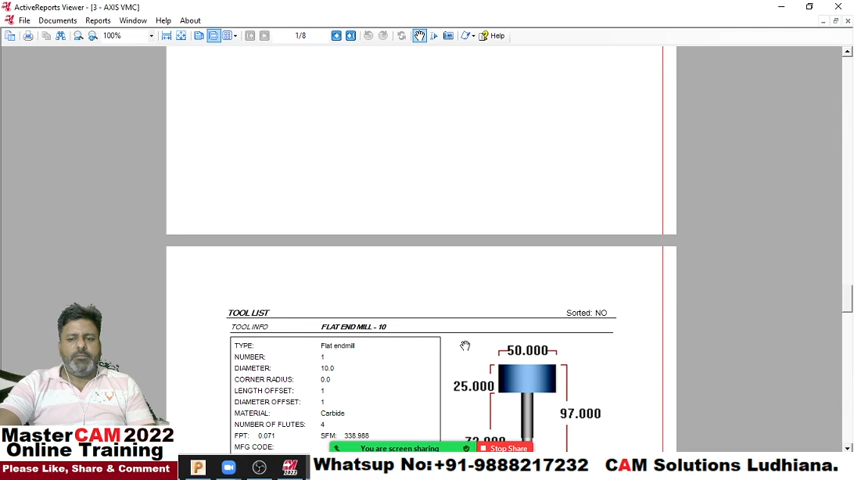 ActiveReports Viewer - [3 - AXIS VMC]
File Documents Reports Window Help About
100% 1/8 Help
TOOL LIST Sorted: NO
TOOL INFO FLAT END MILL - 10
TYPE: Flat endmill
NUMBER: 1
DIAMETER: 10.0
CORNER RADIUS: 0.0
LENGTH OFFSET: 1
DIAMETER OFFSET: 1
MATERIAL: Carbide
NUMBER OF FLUTES: 4
FPT: 0.071 SFM: 338.988
MFG CODE:
50.000
25.000
97.000
You are screen sharing Stop Share
MasterCAM 2022
Online Training
Please Like, Share & Comment
Whatsup No:+91-9888217232 CAM Solutions Ludhiana.